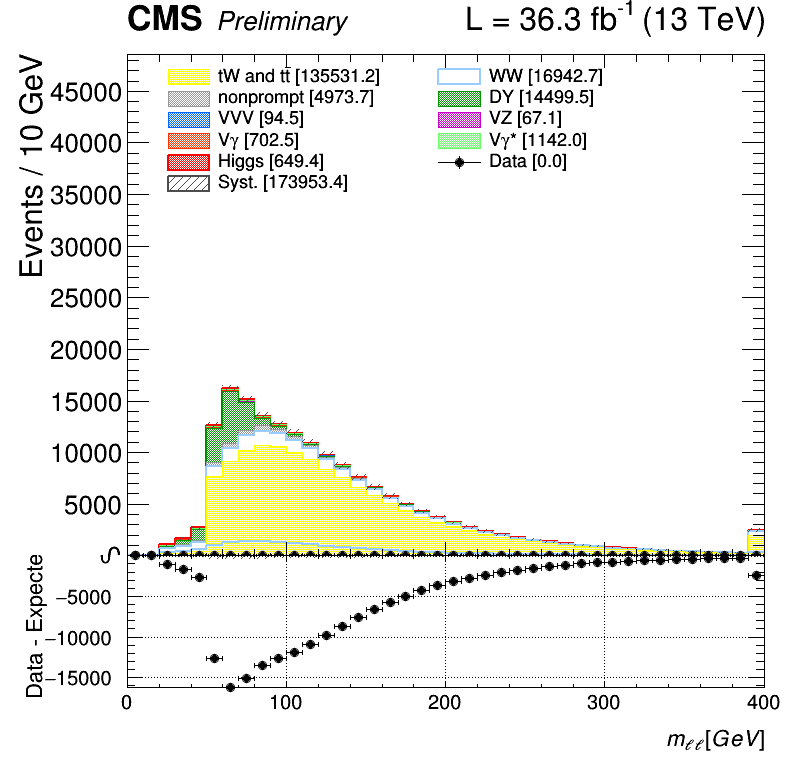 CMS Preliminary L = 36.3 fb-1 (13 TeV)
Events / 10 GeV
45000
40000
35000
30000
25000
20000
15000
10000
5000
0
tW and tt̄ [135531.2]
nonprompt [4973.7]
VVV [94.5]
Vγ [702.5]
Higgs [649.4]
Syst. [173953.4]
WW [16942.7]
DY [14499.5]
VZ [67.1]
Vγ* [1142.0]
Data [0.0]
Data - Expecte
−5000
−10000
−15000
0 100 200 300 400
mℓℓ[GeV]